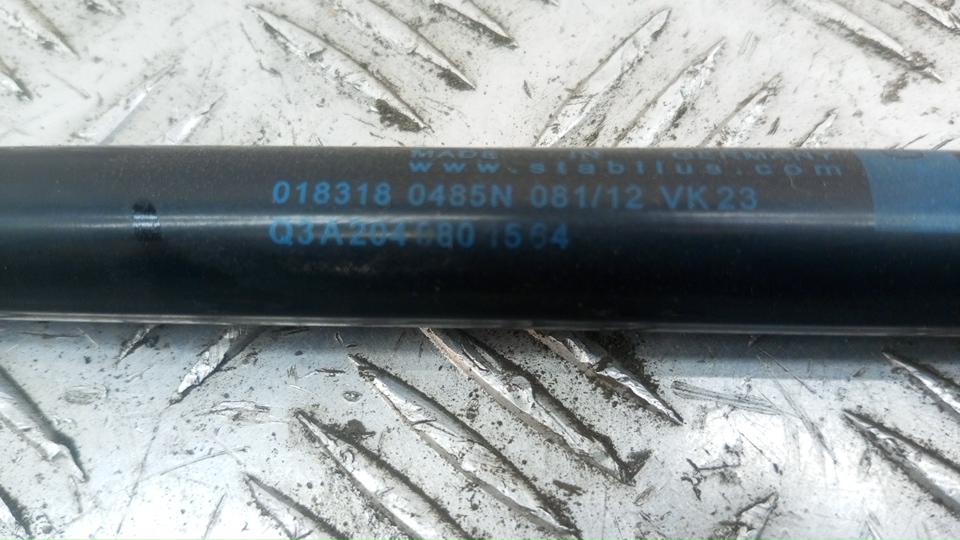 MADE IN GERMANY
www.stabilus.com
018318 0485N 081/12 VK23